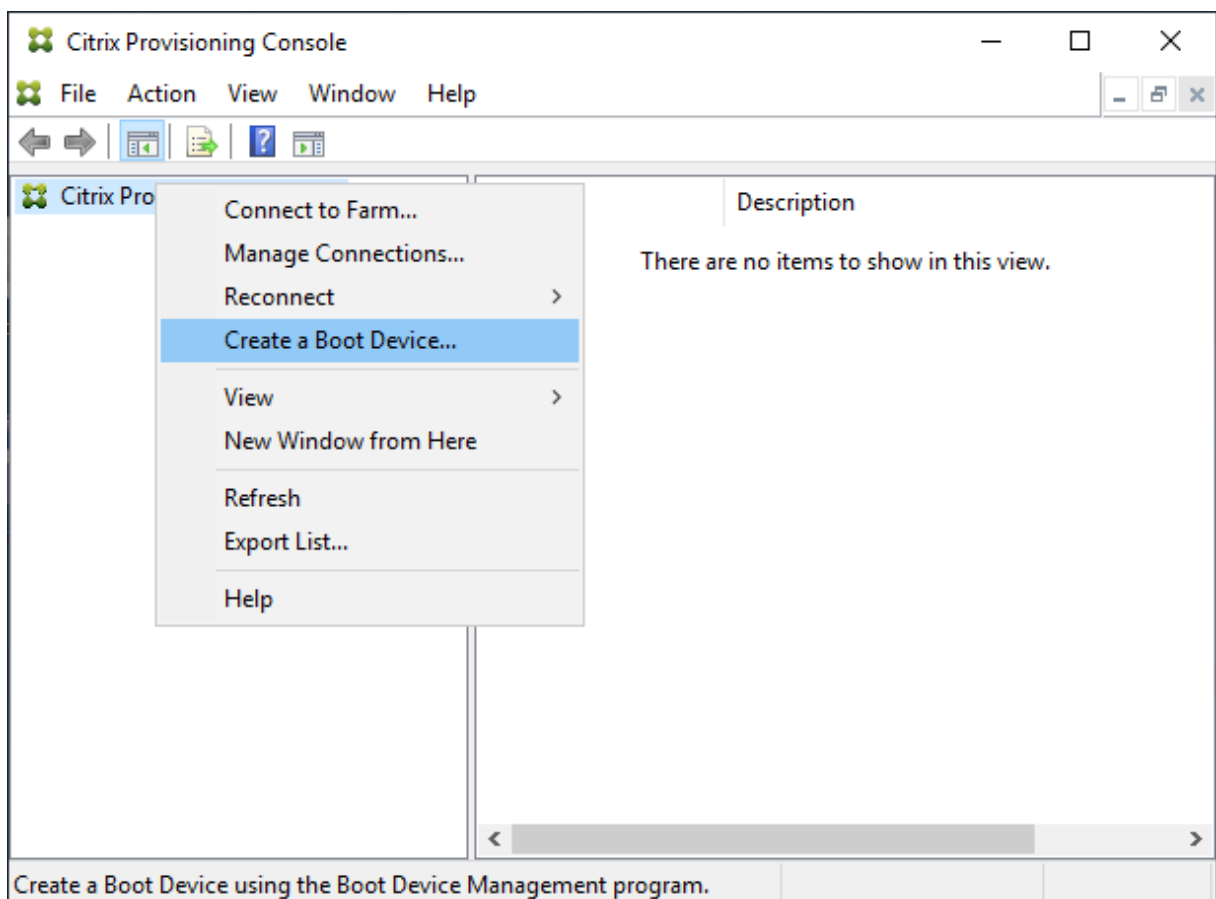 Citrix Provisioning Console
File Action View Window Help
Citrix Pro
Description
There are no items to show in this view.
Connect to Farm...
Manage Connections...
Reconnect
Create a Boot Device...
View
New Window from Here
Refresh
Export List...
Help
Create a Boot Device using the Boot Device Management program.